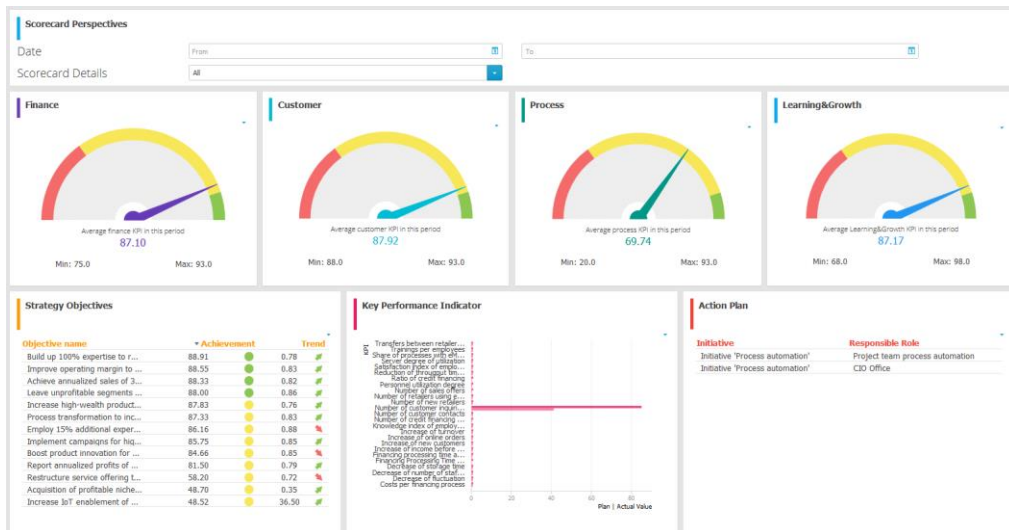 Scorecard Perspectives
Date From To
Scorecard Details All
Finance
Average finance KPI in this period
87.10
Min: 75.0 Max: 93.0
Customer
Average customer KPI in this period
87.92
Min: 88.0 Max: 93.0
Process
Average process KPI in this period
69.74
Min: 20.0 Max: 93.0
Learning&Growth
Average Learning&Growth KPI in this period
87.17
Min: 68.0 Max: 98.0
Strategy Objectives
Objective name Achievement Trend
Build up 100% expertise to r... 88.91 0.78
Improve operating margin to ... 88.55 0.83
Achieve annualized sales of 3... 88.33 0.82
Leave unprofitable segments ... 88.00 0.86
Increase high-wealth product... 87.83 0.76
Process transformation to inc... 87.33 0.83
Employ 15% additional exper... 86.16 0.88
Implement campaigns for hig... 85.75 0.85
Boost product innovation for ... 84.66 0.85
Report annualized profits of ... 81.50 0.79
Restructure service offering t... 58.20 0.72
Acquisition of profitable niche... 48.70 0.35
Increase IoT enablement of ... 48.52 36.50
Key Performance Indicator
KPI
Transfers between retailer...
Trainings per employees
Share of processes with eM...
Server degree of utilization
Satisfaction index of emplo...
Reduction of throughput tim...
Ratio of credit financing
Personnel utilization degree
Number of sales offers
Number of retailers using e...
Number of new retailers
Number of customer inquiri...
Number of customer contacts
Number of credit financing ...
Knowledge index of employ...
Increase of turnover
Increase of online orders
Increase of new customers
Increase of income before ...
Financing processing time a...
Financing Processing Time ...
Decrease of storage time
Decrease of number of staf...
Decrease of fluctuation
Costs per financing process
0 20 40 60 80
Plan | Actual Value
Action Plan
Initiative Responsible Role
Initiative 'Process automation' Project team process automation
Initiative 'Process automation' CIO Office